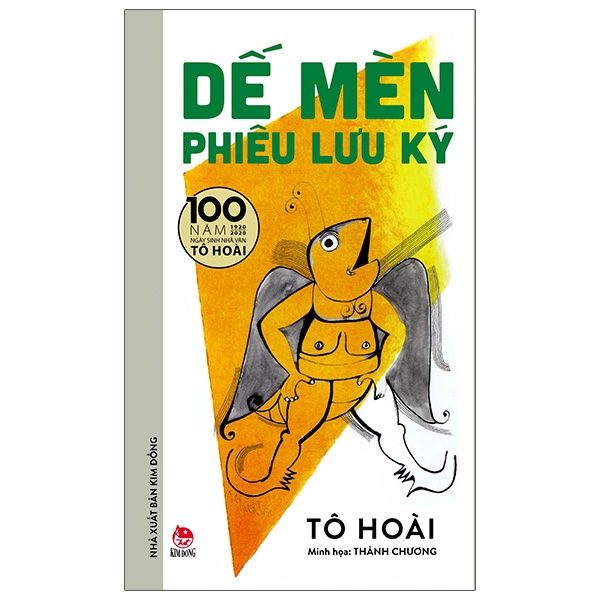 DẾ MÈN
PHIÊU LƯU KÝ
100
NĂM 1920 2020
NGÀY SINH NHÀ VĂN
TÔ HOÀI
NHÀ XUẤT BẢN KIM ĐỒNG
KIM ĐỒNG
TÔ HOÀI
Minh họa: THÀNH CHƯƠNG